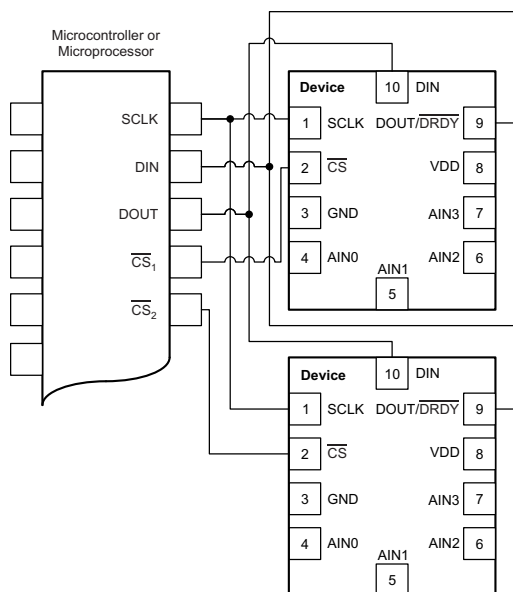 Microcontroller or
Microprocessor
SCLK
DIN
DOUT
CS1
CS2
Device
10 DIN
1 SCLK DOUT/DRDY 9
2 CS VDD 8
3 GND AIN3 7
4 AIN0 AIN2 6
AIN1
5
Device
10 DIN
1 SCLK DOUT/DRDY 9
2 CS VDD 8
3 GND AIN3 7
4 AIN0 AIN2 6
AIN1
5